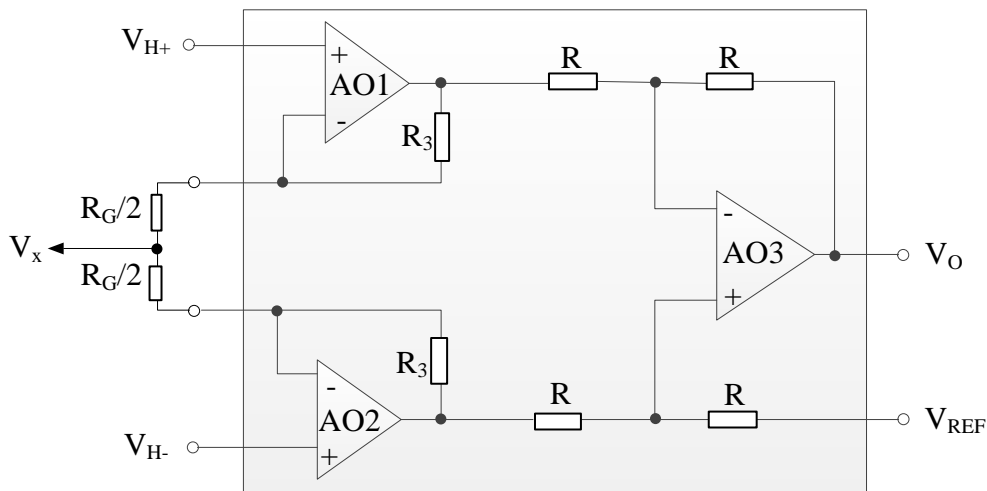 V_H+
+
AO1
-
R
R
R_3
R_G/2
V_x
R_G/2
-
AO3
+
V_O
R_3
-
AO2
+
R
R
V_H-
V_REF